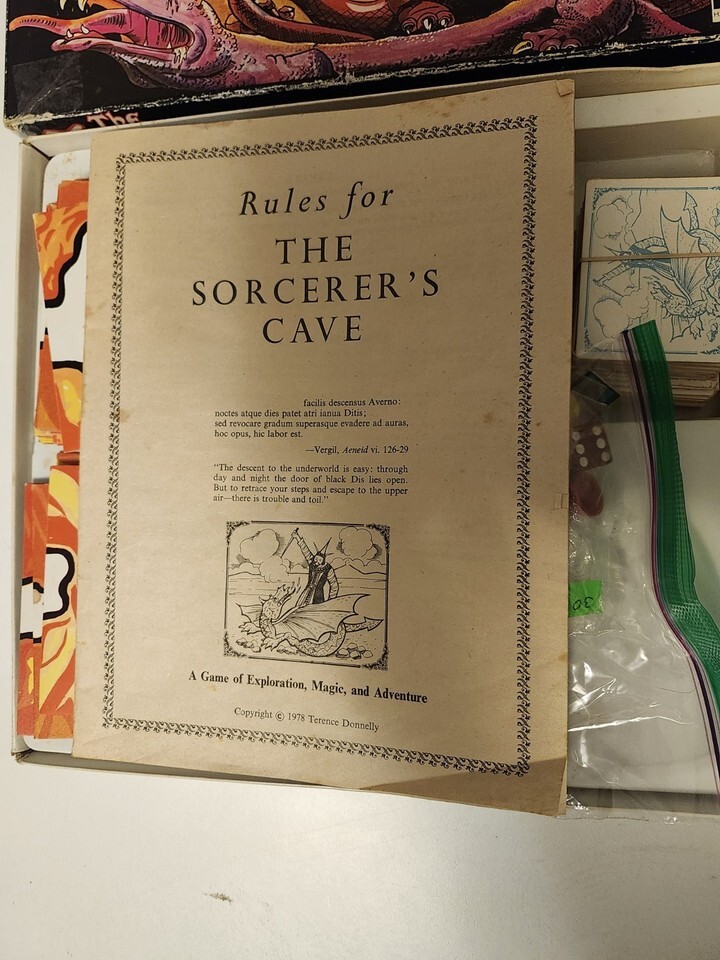 The
Rules for
THE
SORCERER'S
CAVE
facilis descensus Averno:
noctes atque dies patet atri ianua Ditis;
sed revocare gradum superasque evadere ad auras,
hoc opus, hic labor est.
—Vergil, Aeneid vi. 126-29
"The descent to the underworld is easy: through
day and night the door of black Dis lies open.
But to retrace your steps and escape to the upper
air—there is trouble and toil."
A Game of Exploration, Magic, and Adventure
Copyright © 1978 Terence Donnelly
30